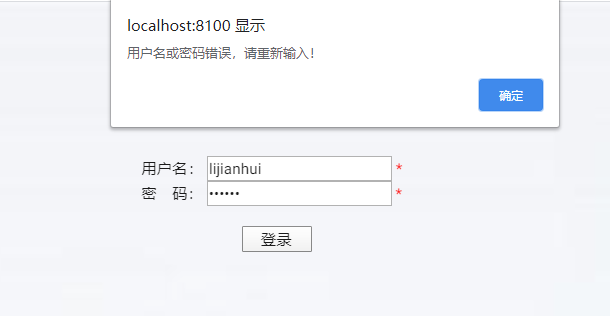 localhost:8100 显示
用户名或密码错误，请重新输入！
确定
用户名： lijianhui *
密 码： •••••• *
登录